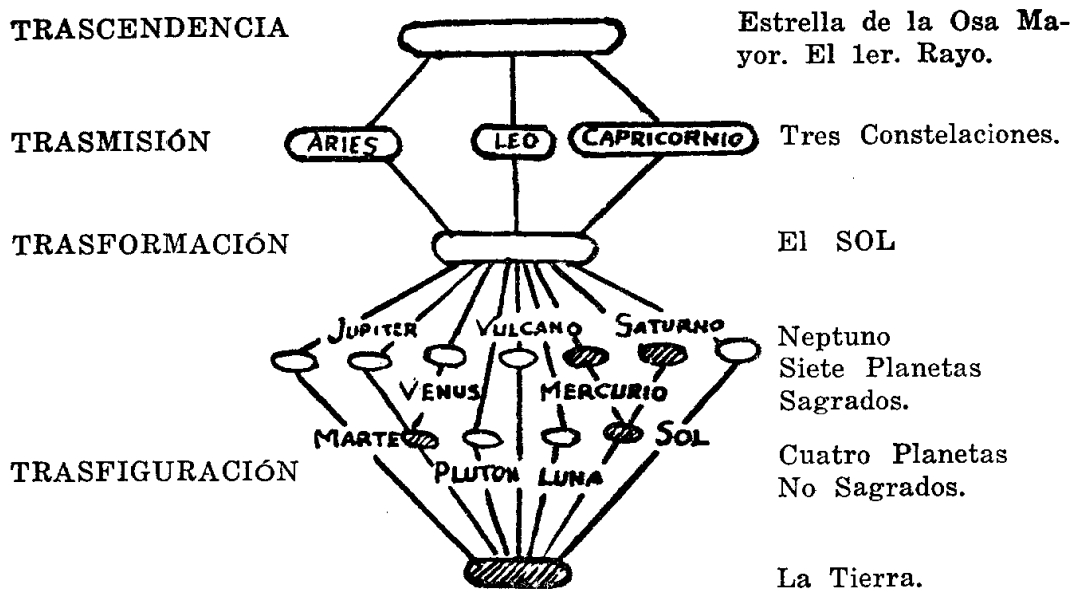 TRASCENDENCIA
Estrella de la Osa Ma-
yor. El 1er. Rayo.
TRASMISIÓN
ARIES
LEO
CAPRICORNIO
Tres Constelaciones.
TRASFORMACIÓN
El SOL
JUPITER
VULCANO
SATURNO
Neptuno
Siete Planetas
Sagrados.
VENUS
MERCURIO
MARTE
SOL
TRASFIGURACIÓN
PLUTON
LUNA
Cuatro Planetas
No Sagrados.
La Tierra.